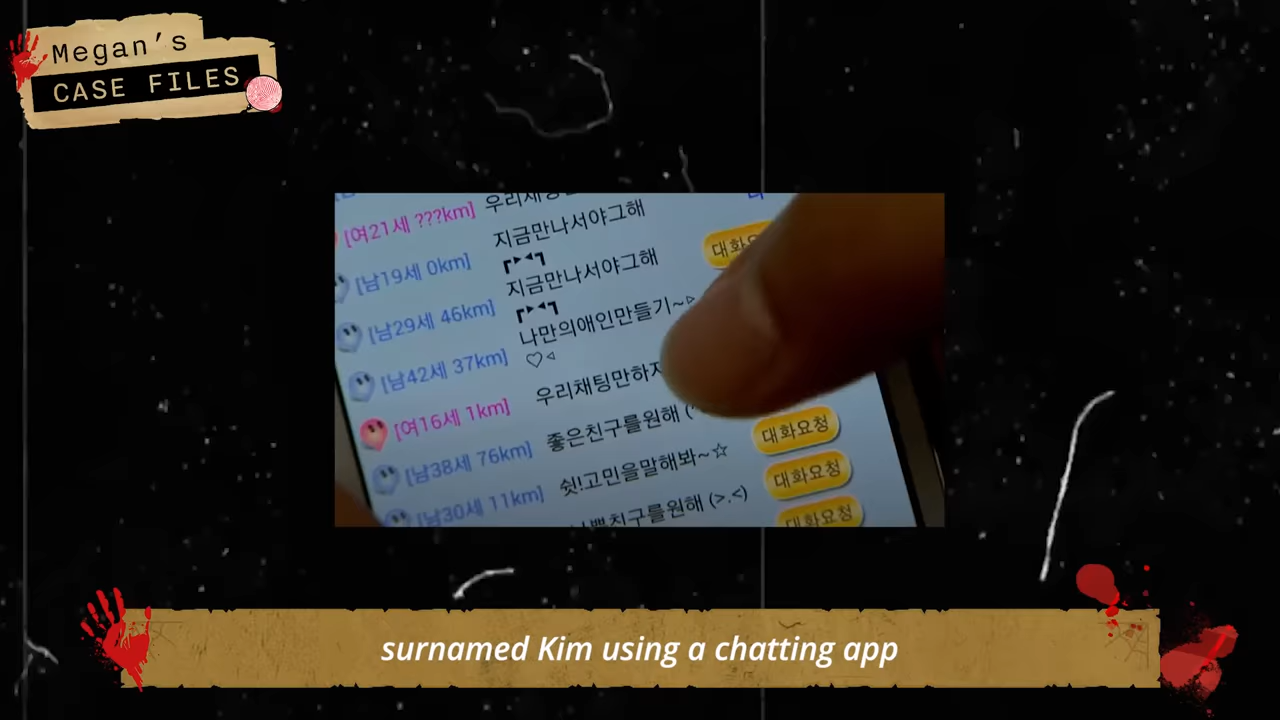 Megan's
CASE FILES
[여21세 ???km]
지금만나서야그해
[남19세 0km]
┏▶◀┓
지금만나서야그해
[남29세 46km]
┏▶◀┓
나만의애인만들기~▷
[남42세 37km]
♡◁
[여16세 1km]
우리채팅만하
[남38세 76km]
좋은친구를원해
대화요청
[남30세 11km]
쉿!고민을말해봐~☆
대화요청
친구를원해 (>.<)
대화요청
surnamed Kim using a chatting app